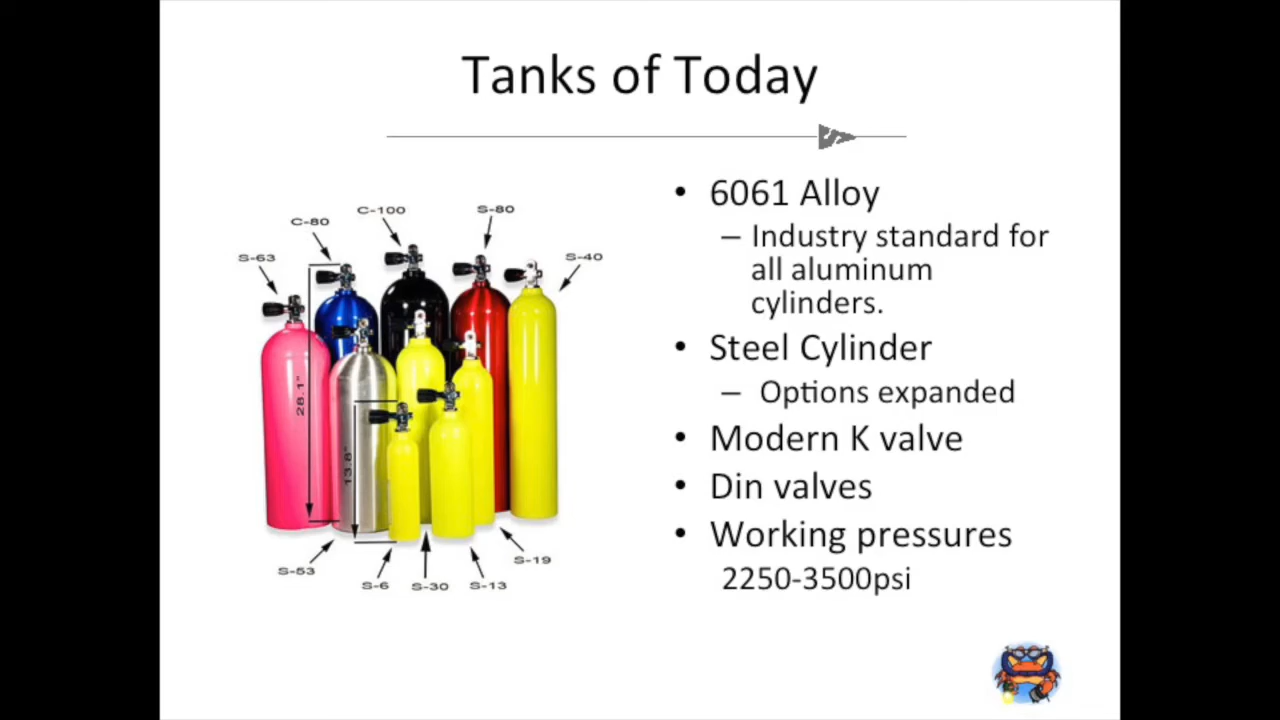 Tanks of Today
C-80
C-100
S-80
S-63
S-40
28.1"
13.8"
S-53
S-6
S-30
S-13
S-19
• 6061 Alloy
– Industry standard for
all aluminum
cylinders.
• Steel Cylinder
– Options expanded
• Modern K valve
• Din valves
• Working pressures
2250-3500psi